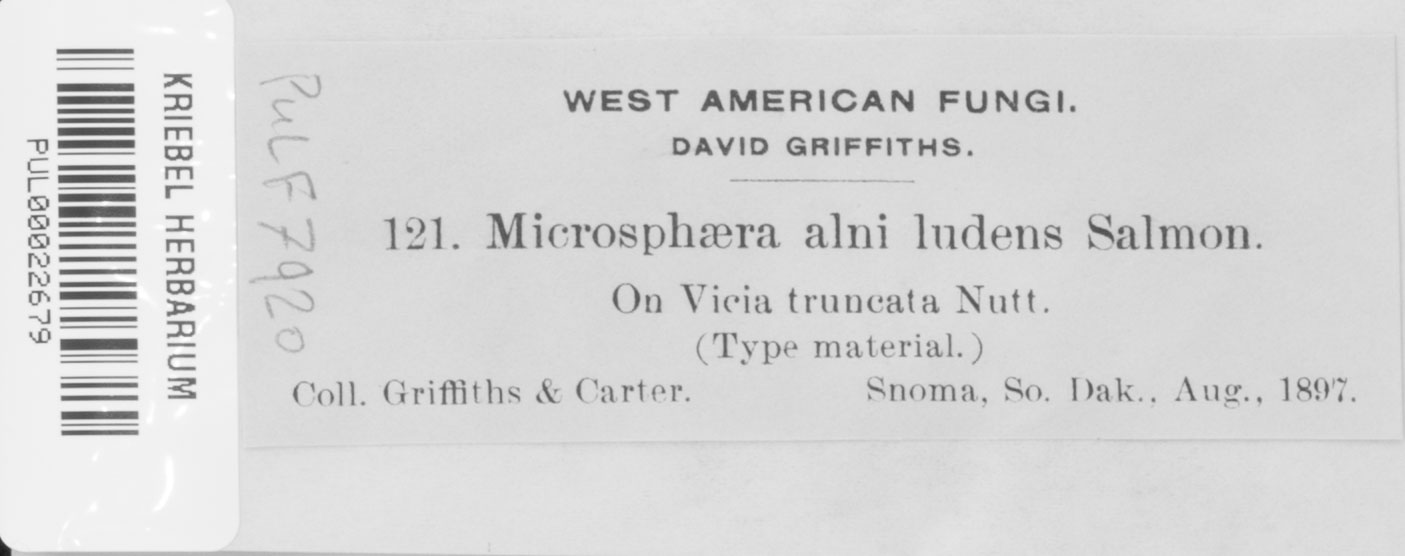 PUL00022679
KRIEBEL HERBARIUM
PuL F7920
WEST AMERICAN FUNGI.
DAVID GRIFFITHS.
121. Microsphæra alni ludens Salmon.
On Vicia truncata Nutt.
(Type material.)
Coll. Griffiths & Carter. Snoma, So. Dak., Aug., 1897.